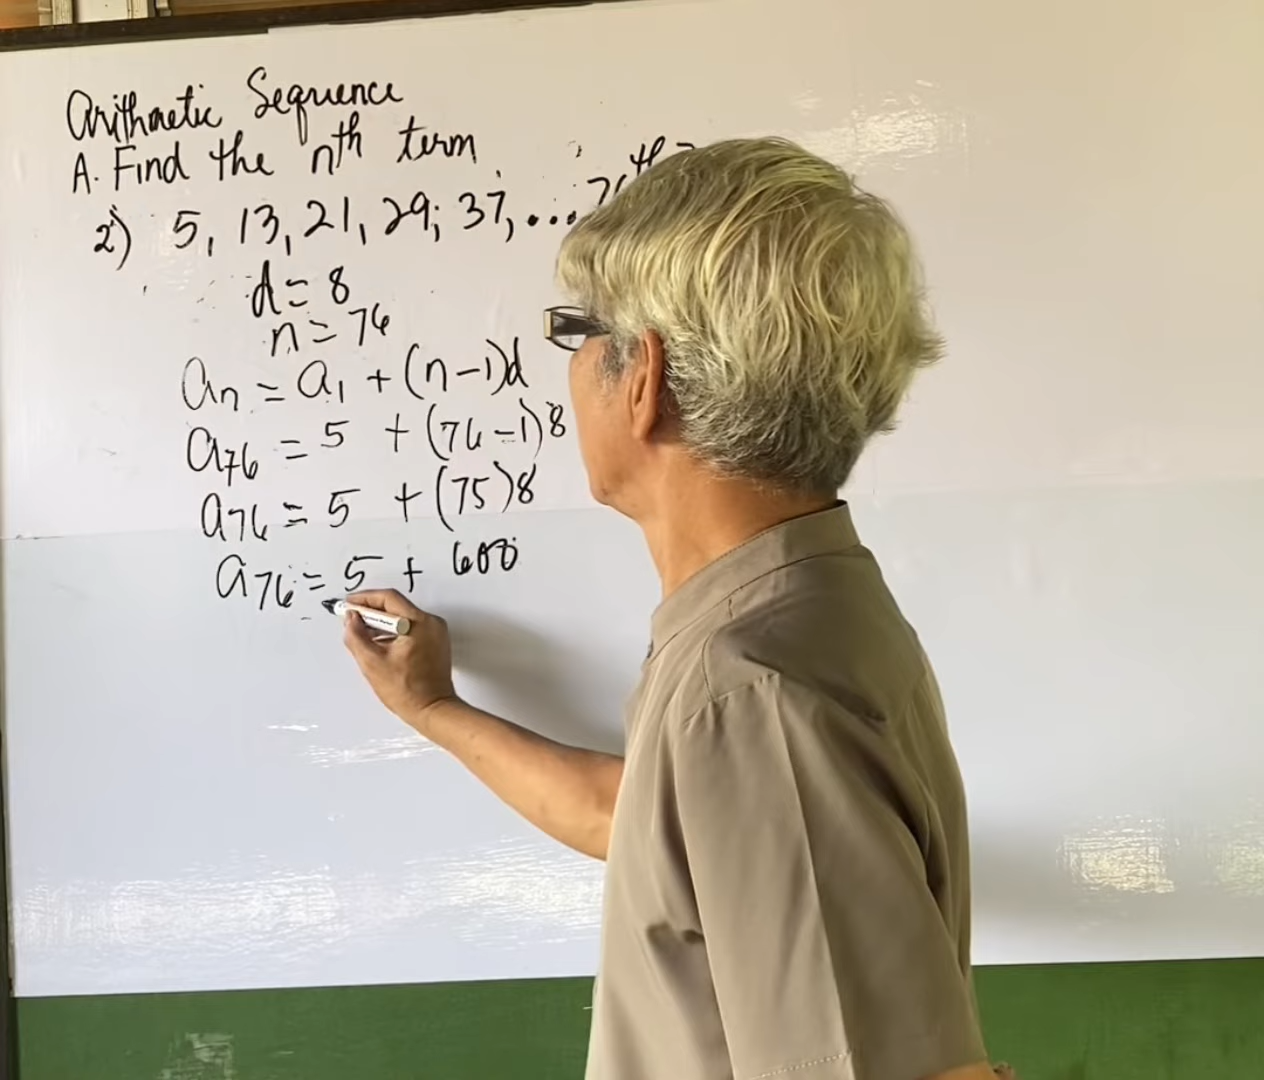 Arithmetic Sequence
A. Find the nth term
2) 5, 13, 21, 29, 37, ...
d = 8
n = 76
an = a1 + (n-1)d
a76 = 5 + (76-1)8
a76 = 5 + (75)8
a76 = 5 + 600